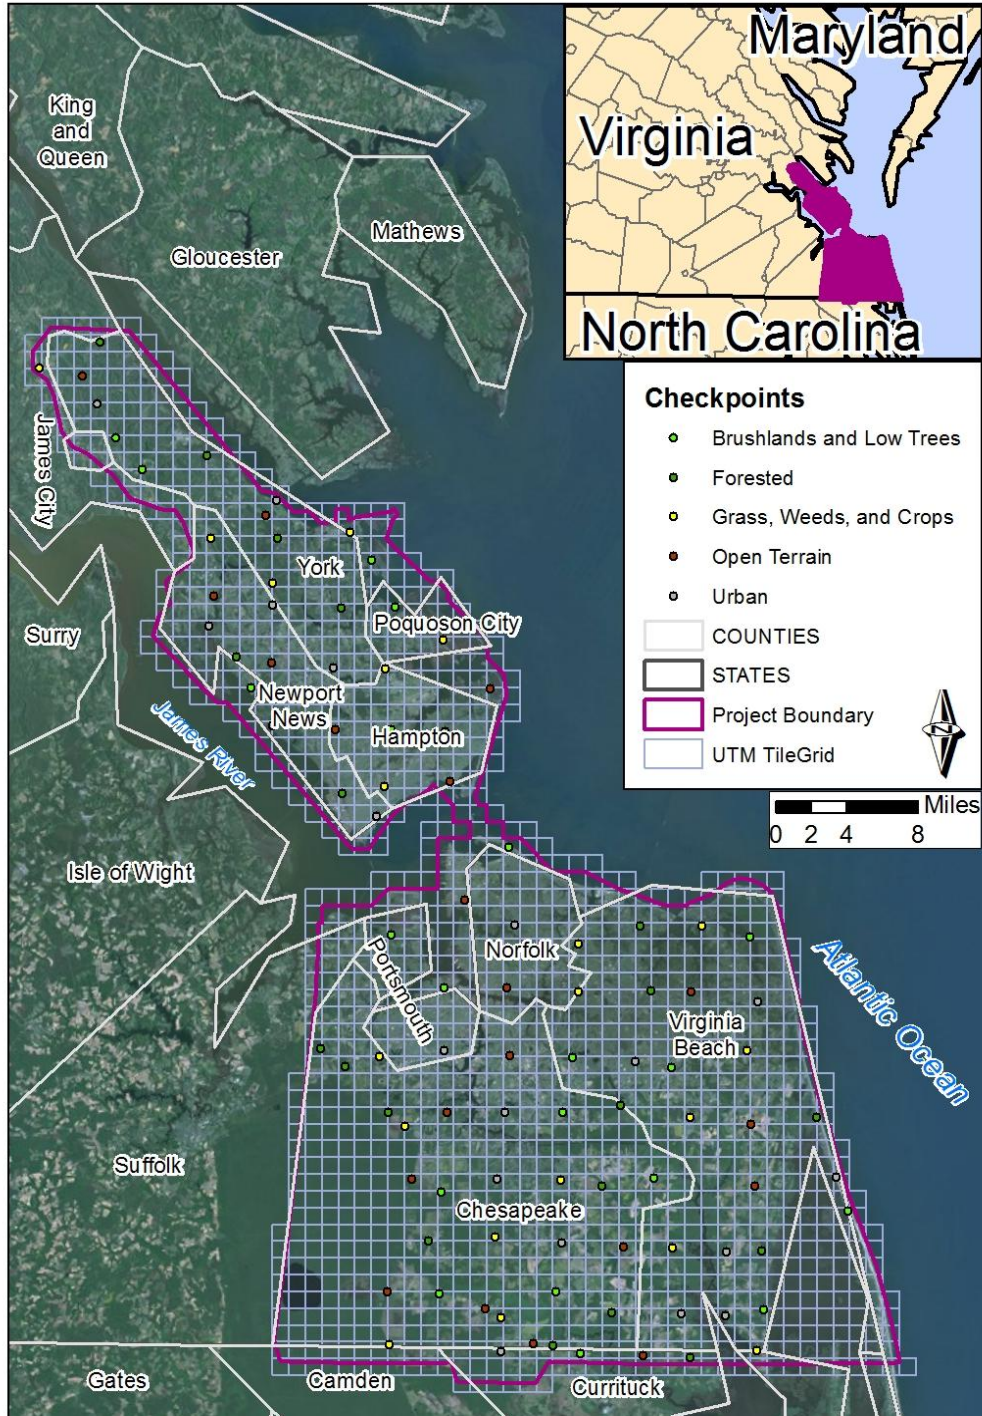 Maryland
Virginia
North Carolina
King
and
Queen
Mathews
Gloucester
James City
York
Poquoson City
Surry
Newport
News
Hampton
James River
Isle of Wight
Norfolk
Portsmouth
Virginia
Beach
Atlantic Ocean
Suffolk
Chesapeake
Gates
Camden
Currituck
Checkpoints
Brushlands and Low Trees
Forested
Grass, Weeds, and Crops
Open Terrain
Urban
COUNTIES
STATES
Project Boundary
UTM TileGrid
N
Miles
0 2 4 8